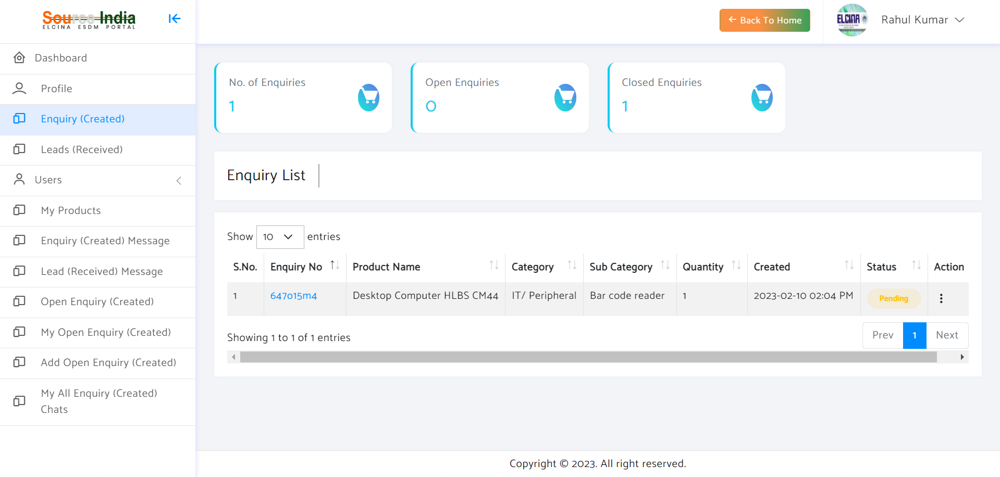 Source India
ELCINA ESDM PORTAL
Back To Home
ELCINA
Rahul Kumar
Dashboard
Profile
Enquiry (Created)
Leads (Received)
Users
My Products
Enquiry (Created) Message
Lead (Received) Message
Open Enquiry (Created)
My Open Enquiry (Created)
Add Open Enquiry (Created)
My All Enquiry (Created)
Chats
No. of Enquiries
1
Open Enquiries
0
Closed Enquiries
1
Enquiry List
Show 10 entries
S.No. Enquiry No Product Name Category Sub Category Quantity Created Status Action
1 647015m4 Desktop Computer HLBS CM44 IT/ Peripheral Bar code reader 1 2023-02-10 02:04 PM Pending
Showing 1 to 1 of 1 entries
Prev 1 Next
Copyright © 2023. All right reserved.